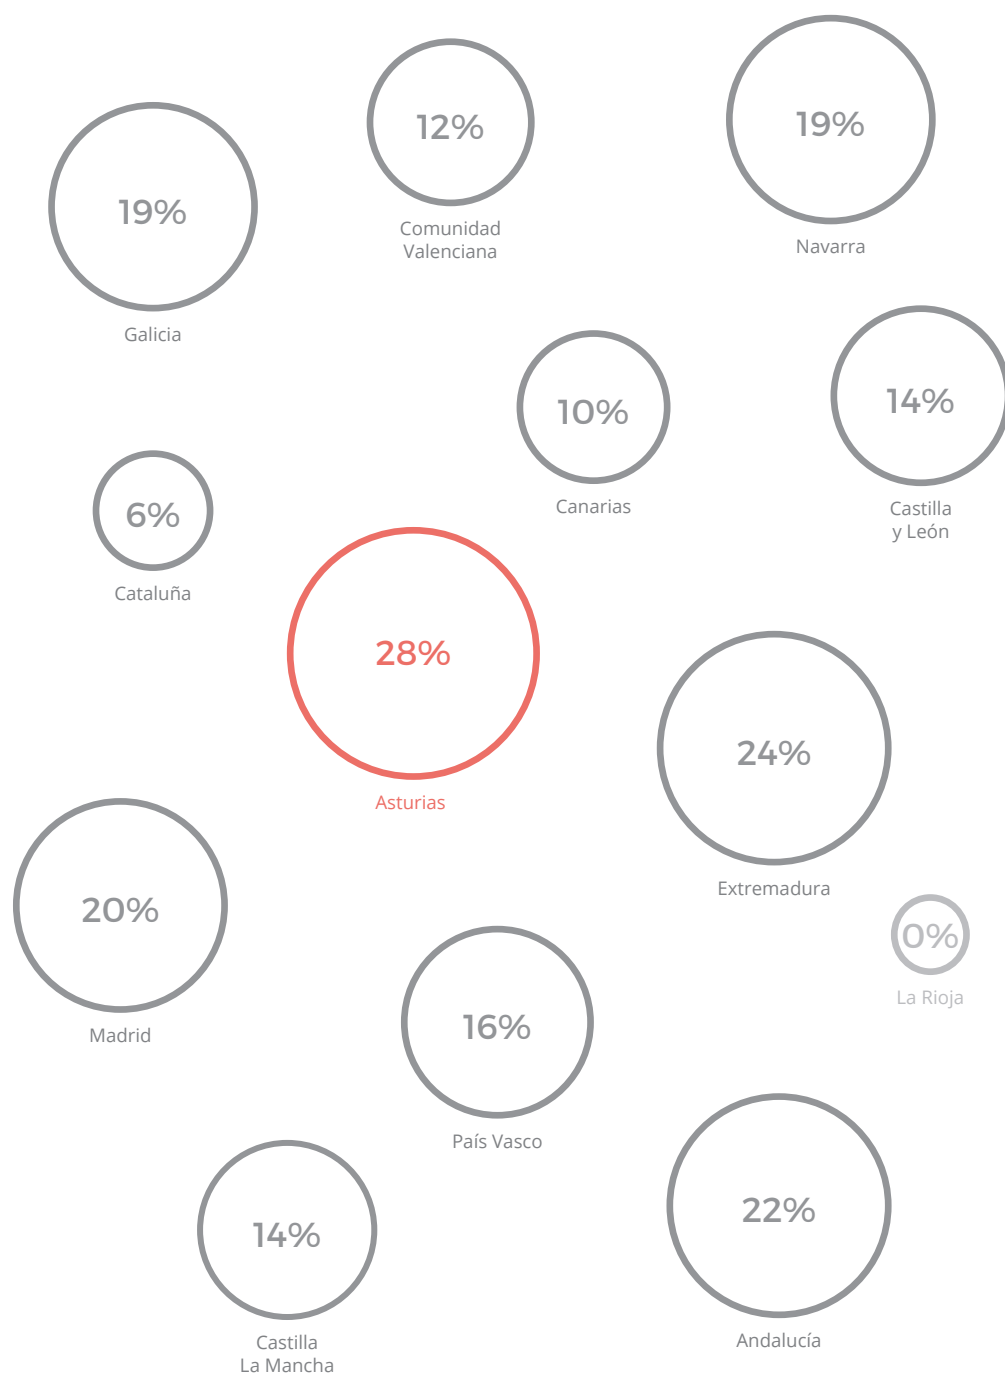 12%
Comunidad
Valenciana
19%
Navarra
19%
Galicia
10%
Canarias
14%
Castilla
y León
6%
Cataluña
28%
Asturias
24%
Extremadura
20%
Madrid
0%
La Rioja
16%
País Vasco
14%
Castilla
La Mancha
22%
Andalucía